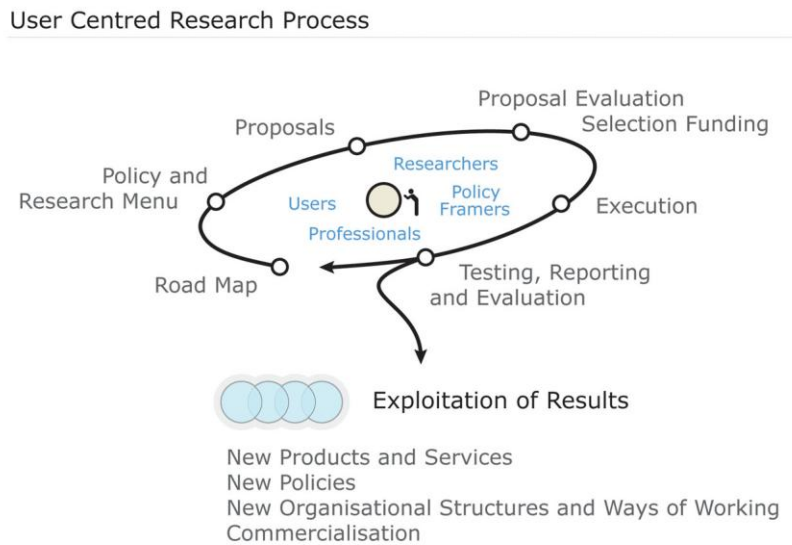 User Centred Research Process
Proposal Evaluation
Selection Funding
Proposals
Researchers
Policy and
Research Menu
Users
Policy
Framers
Execution
Professionals
Road Map
Testing, Reporting
and Evaluation
Exploitation of Results
New Products and Services
New Policies
New Organisational Structures and Ways of Working
Commercialisation